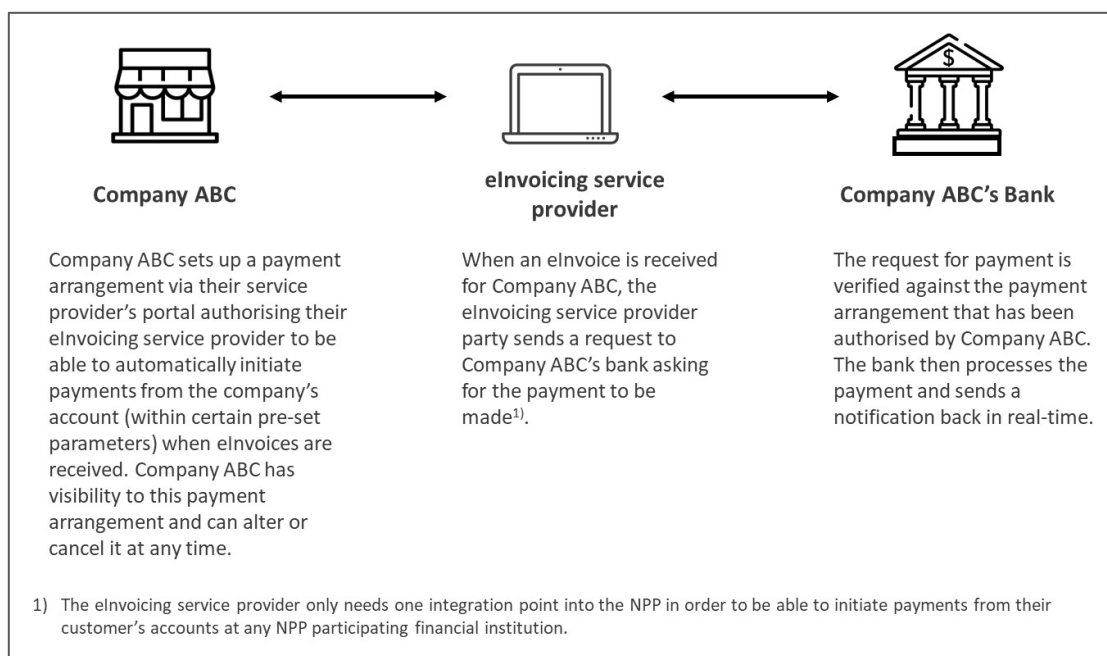 $
Company ABC
eInvoicing service
provider
Company ABC's Bank
Company ABC sets up a payment
arrangement via their service
provider's portal authorising their
eInvoicing service provider to be
able to automatically initiate
payments from the company's
account (within certain pre-set
parameters) when eInvoices are
received. Company ABC has
visibility to this payment
arrangement and can alter or
cancel it at any time.
When an eInvoice is received
for Company ABC, the
eInvoicing service provider
party sends a request to
Company ABC's bank asking
for the payment to be
made¹⁾.
The request for payment is
verified against the payment
arrangement that has been
authorised by Company ABC.
The bank then processes the
payment and sends a
notification back in real-time.
1) The eInvoicing service provider only needs one integration point into the NPP in order to be able to initiate payments from their
customer's accounts at any NPP participating financial institution.